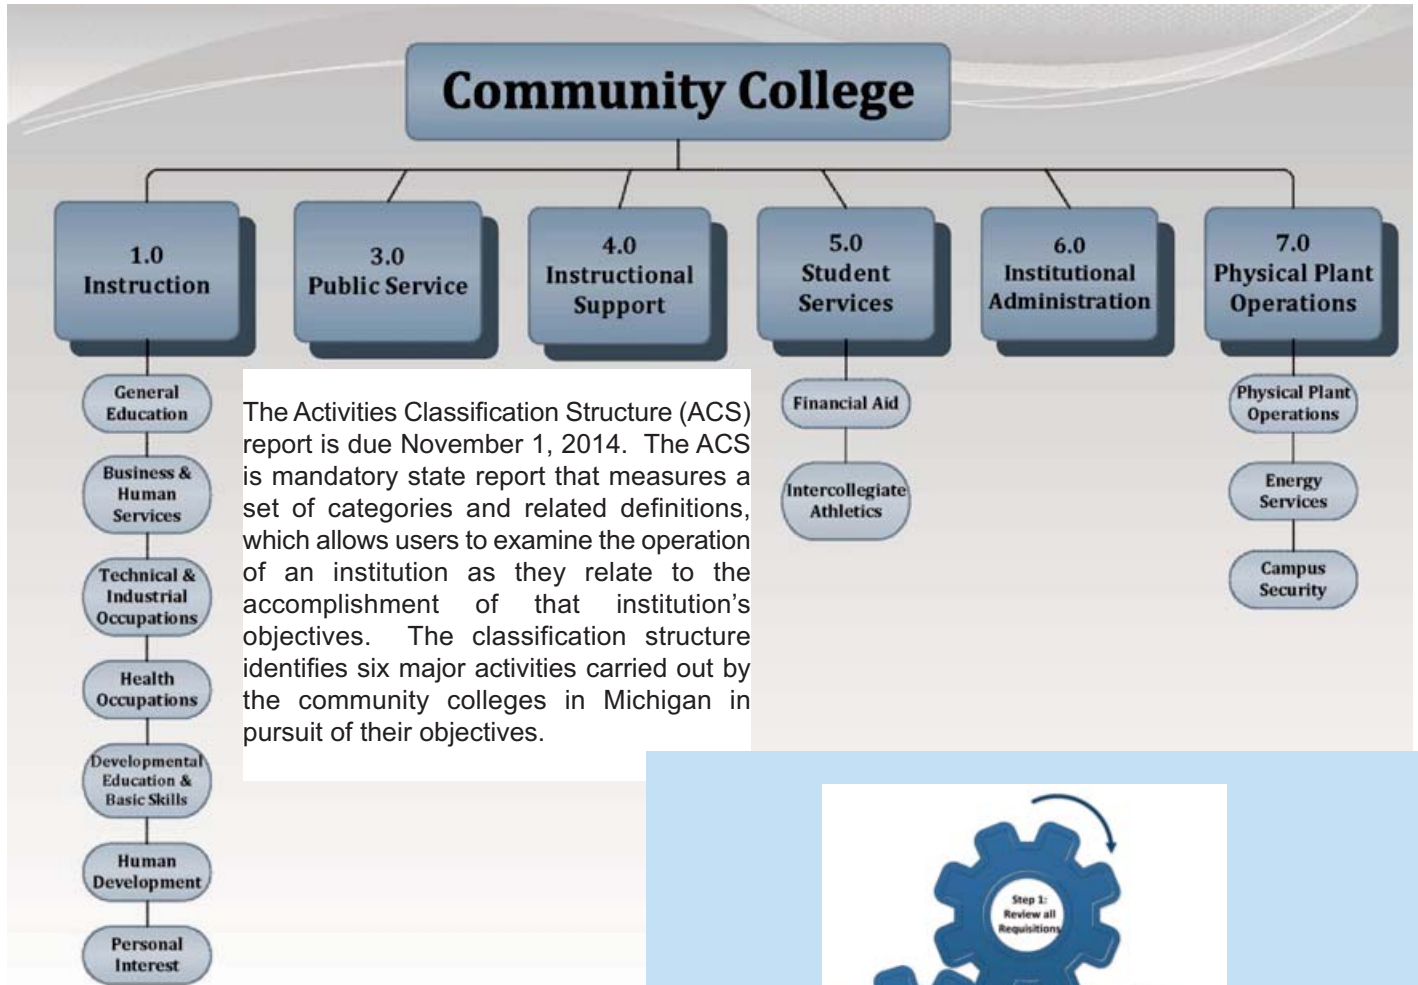 Community College
1.0
Instruction
3.0
Public Service
4.0
Instructional
Support
5.0
Student
Services
6.0
Institutional
Administration
7.0
Physical Plant
Operations
General
Education
Business &
Human
Services
Technical &
Industrial
Occupations
Health
Occupations
Developmental
Education &
Basic Skills
Human
Development
Personal
Interest
The Activities Classification Structure (ACS)
report is due November 1, 2014. The ACS
is mandatory state report that measures a
set of categories and related definitions,
which allows users to examine the operation
of an institution as they relate to the
accomplishment of that institution’s
objectives. The classification structure
identifies six major activities carried out by
the community colleges in Michigan in
pursuit of their objectives.
Financial Aid
Intercollegiate
Athletics
Physical Plant
Operations
Energy
Services
Campus
Security
Step 1:
Review all
Requisitions